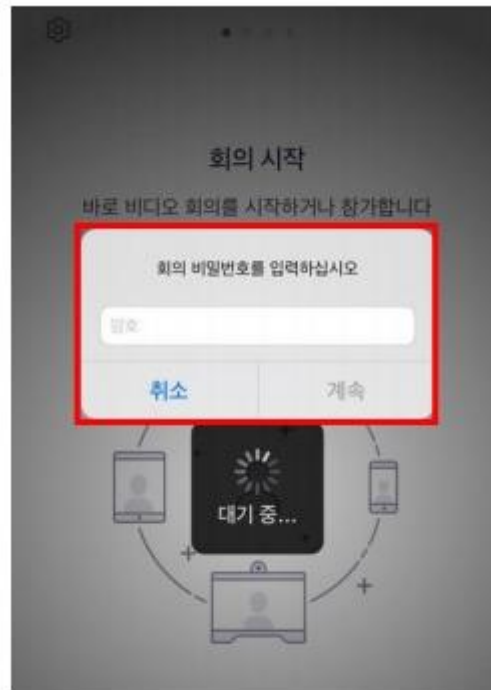 회의 시작
바로 비디오 회의를 시작하거나 참가합니다
회의 비밀번호를 입력하십시오
암호
취소
계속
대기 중...